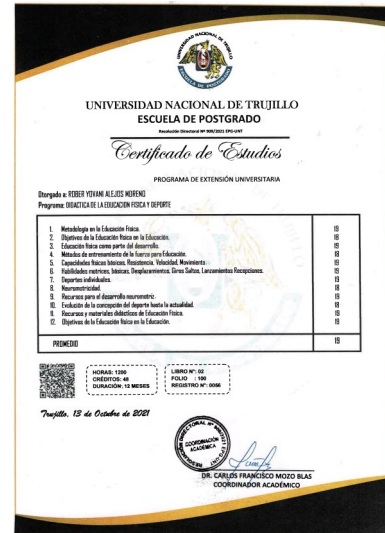 UNIVERSIDAD NACIONAL DE TRUJILLO
ESCUELA DE POSTGRADO
Resolución Directoral Nº 909/2021 EPG-UNT
Certificado de Estudios
PROGRAMA DE EXTENSIÓN UNIVERSITARIA
Otorgado a: ROBER YOVANI ALEJOS MORENO
Programa: DIDACTICA DE LA EDUCACION FISICA Y DEPORTE
1. Metodología en la Educación Física. 19
2. Objetivos de la Educación física en la Educación. 18
3. Educación física como parte del desarrollo. 19
4. Métodos de entrenamiento de la fuerza para Educación. 18
5. Capacidades físicas básicas. Resistencia, Velocidad, Movimiento. 19
6. Habilidades motrices, básicas, Desplazamientos, Giros Saltos, Lanzamientos Recepciones. 19
7. Deportes individuales. 19
8. Neuromotricidad. 18
9. Recursos para el desarrollo neuromotriz. 19
10. Evolución de la concepción del deporte hasta la actualidad. 18
11. Recursos y materiales didácticos de Educación Física. 19
12. Objetivos de la Educación física en la Educación. 19
PROMEDIO 19
HORAS: 1200
CRÉDITOS: 48
DURACIÓN: 12 MESES
LIBRO Nº: 02
FOLIO : 100
REGISTRO Nº: 0066
Trujillo, 13 de Octubre de 2021
COORDINACIÓN
ACADÉMICA
DR. CARLOS FRANCISCO MOZO BLAS
COORDINADOR ACADÉMICO